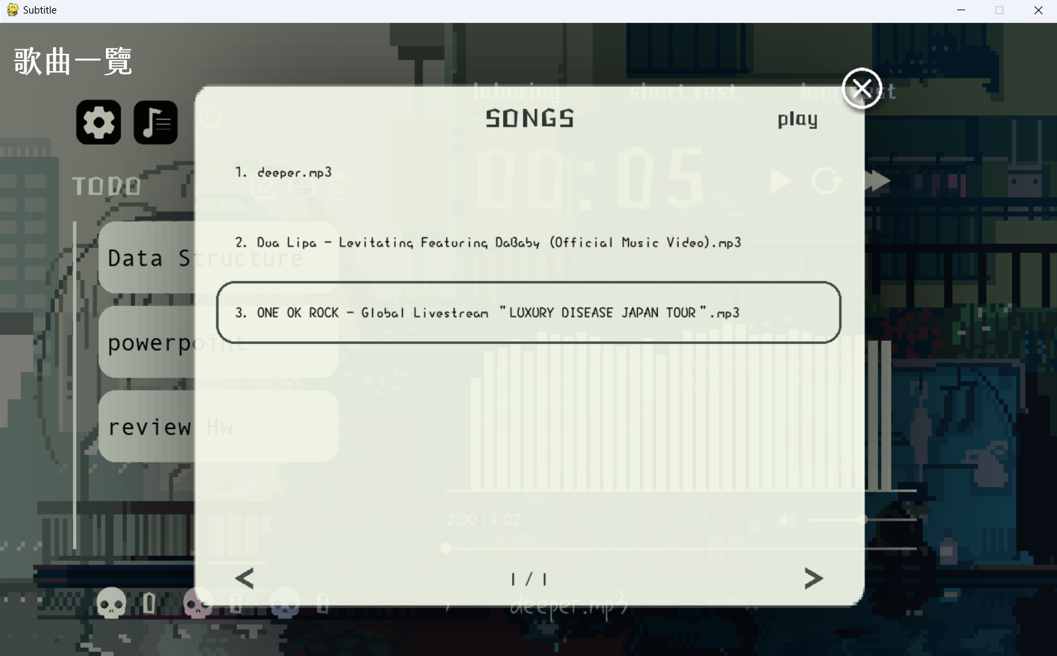 Subtitle
歌曲一覽
tutoring short rest long rest
SONGS
play
1. deeper.mp3
00:05
TODO
2. Dua Lipa - Levitating Featuring DaBaby (Official Music Video).mp3
Data Structure
3. ONE OK ROCK - Global Livestream "LUXURY DISEASE JAPAN TOUR".mp3
powerpoint
review Hw
0:00 / 4:02
< 1 / 1 >
0 0 0
deeper.mp3